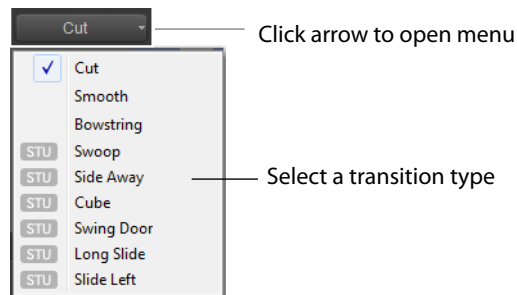 Cut
Click arrow to open menu
Cut
Smooth
Bowstring
STU Swoop
STU Side Away
Select a transition type
STU Cube
STU Swing Door
STU Long Slide
STU Slide Left